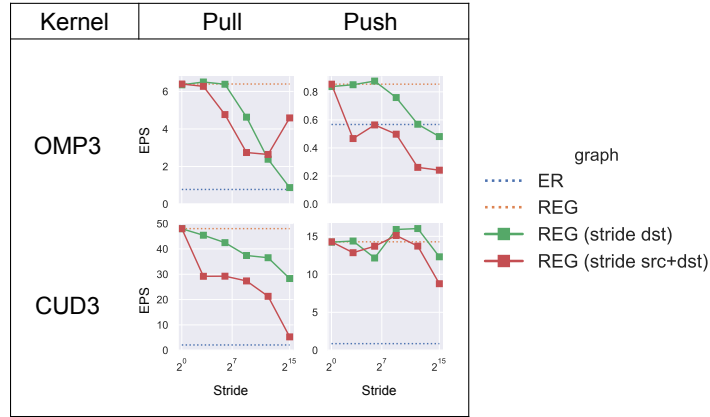 Kernel Pull Push
OMP3
EPS
6
4
2
0
0.8
0.6
0.4
0.2
0.0
CUD3
EPS
50
40
30
20
10
0
15
10
5
0
2^0 2^7 2^15
2^0 2^7 2^15
Stride Stride
graph
ER
REG
REG (stride dst)
REG (stride src+dst)